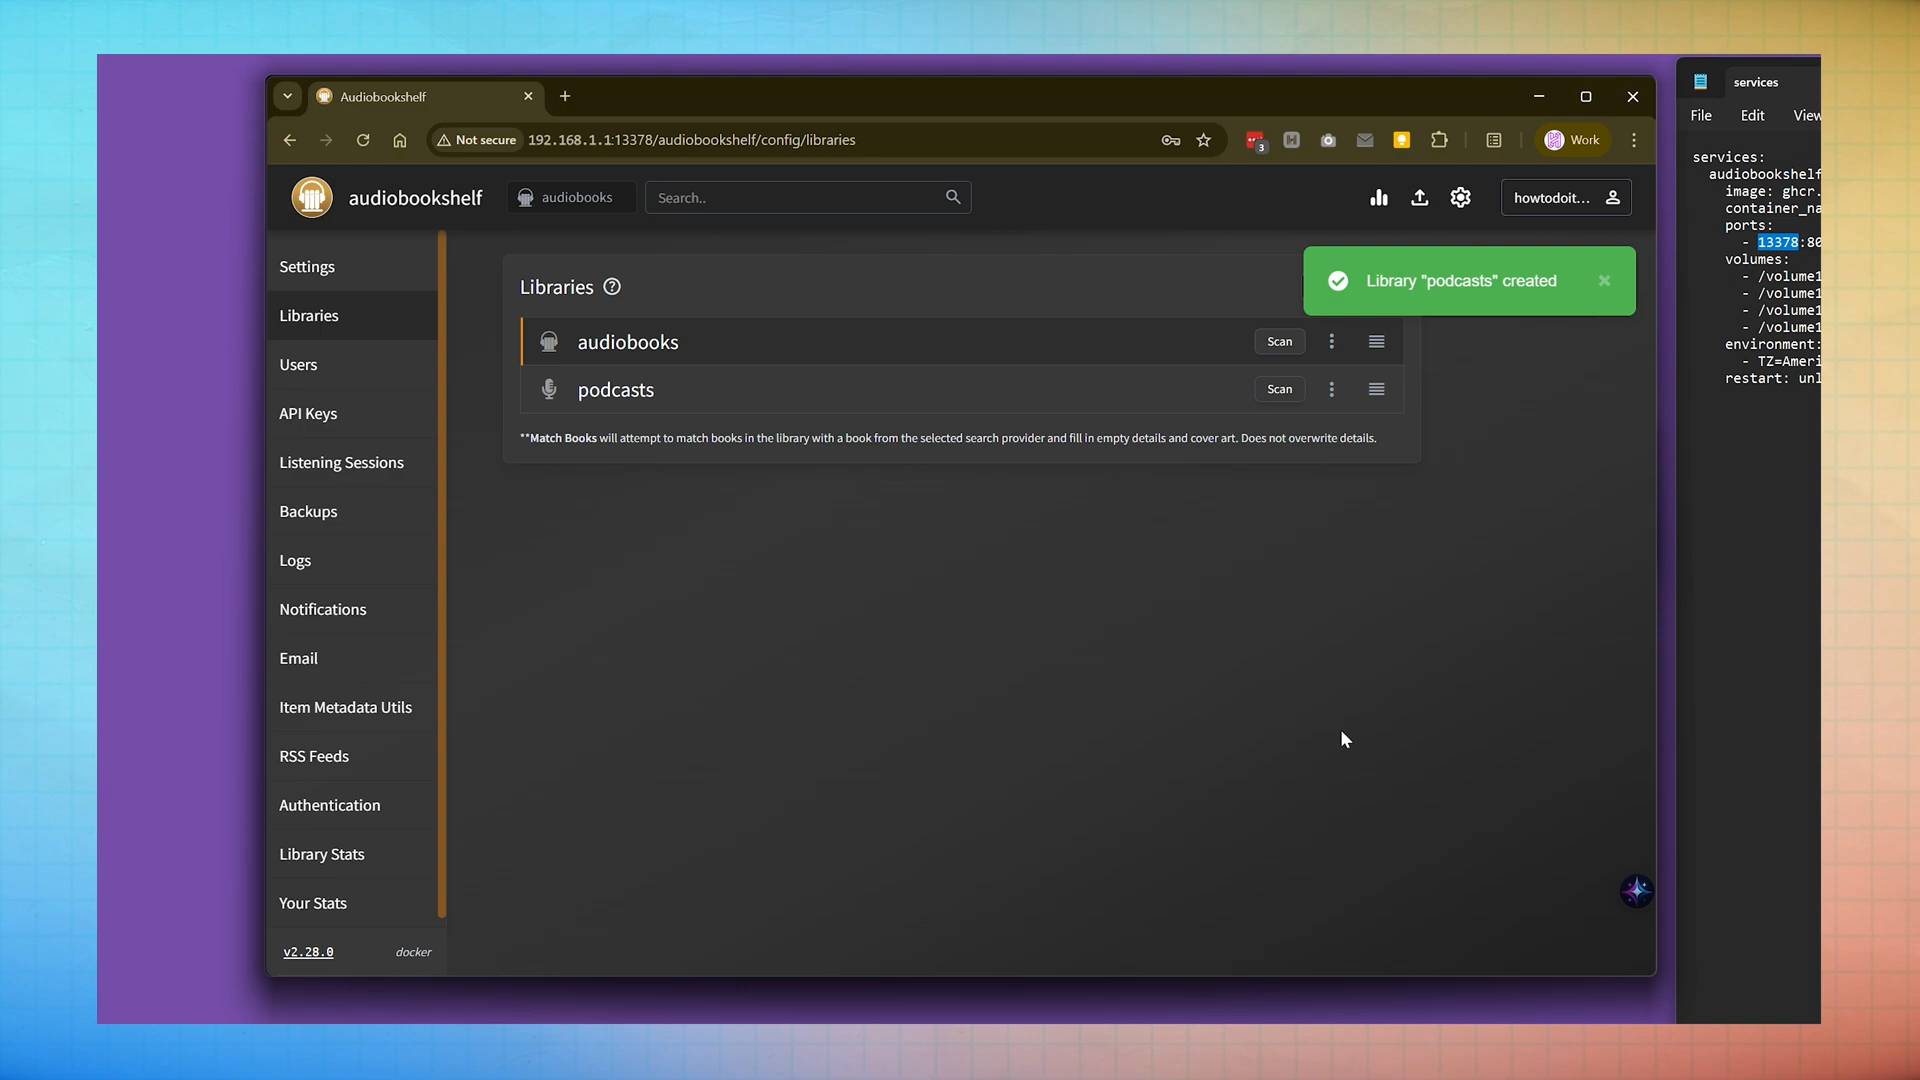 Audiobookshelf
Not secure 192.168.1.1:13378/audiobookshelf/config/libraries
3
Work
audiobookshelf
audiobooks
Search..
howtodoit...
Settings
Libraries
Users
API Keys
Listening Sessions
Backups
Logs
Notifications
Email
Item Metadata Utils
RSS Feeds
Authentication
Library Stats
Your Stats
v2.28.0 docker
Libraries
Library "podcasts" created
audiobooks Scan
podcasts Scan
**Match Books will attempt to match books in the library with a book from the selected search provider and fill in empty details and cover art. Does not overwrite details.
services
File Edit View
services:
audiobookshelf
image: ghcr.
container_na
ports:
- 13378:80
volumes:
- /volume1
- /volume1
- /volume1
- /volume1
environment:
- TZ=Ameri
restart: unl